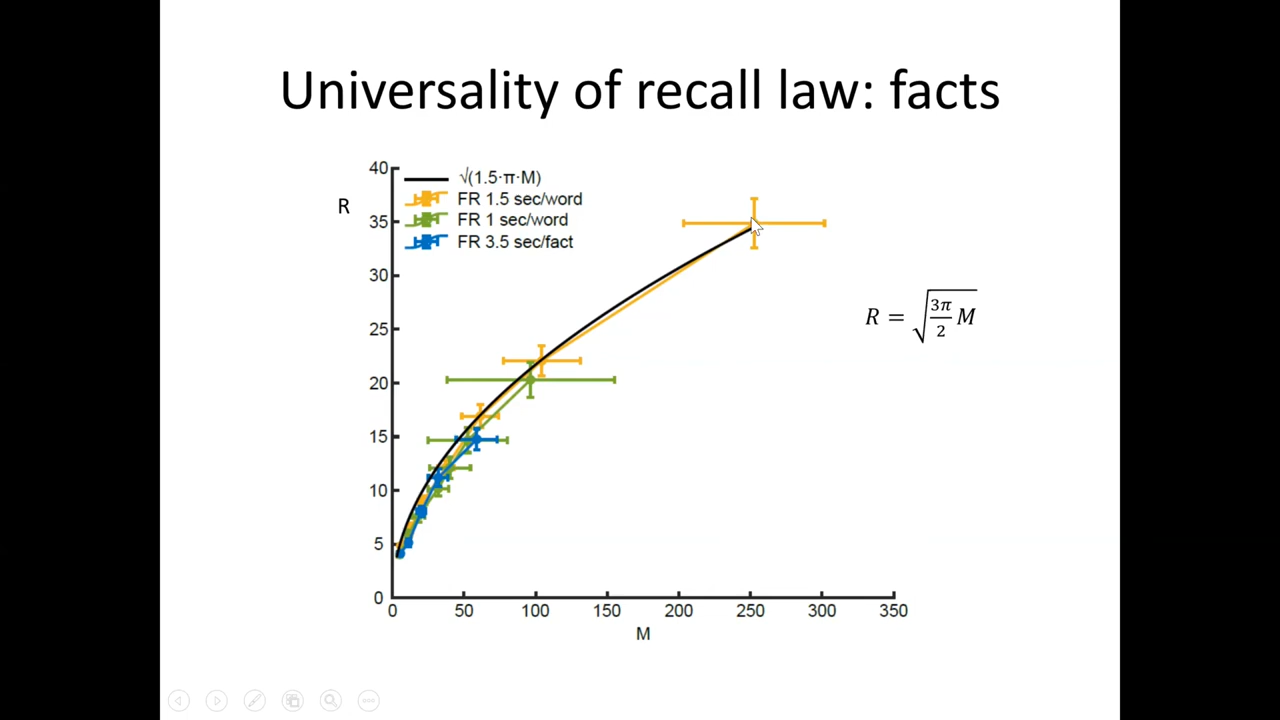 Universality of recall law: facts
R
√(1.5·π·M)
FR 1.5 sec/word
FR 1 sec/word
FR 3.5 sec/fact
40
35
30
25
20
15
10
5
0
0 50 100 150 200 250 300 350
M
R = √(3π/2 M)